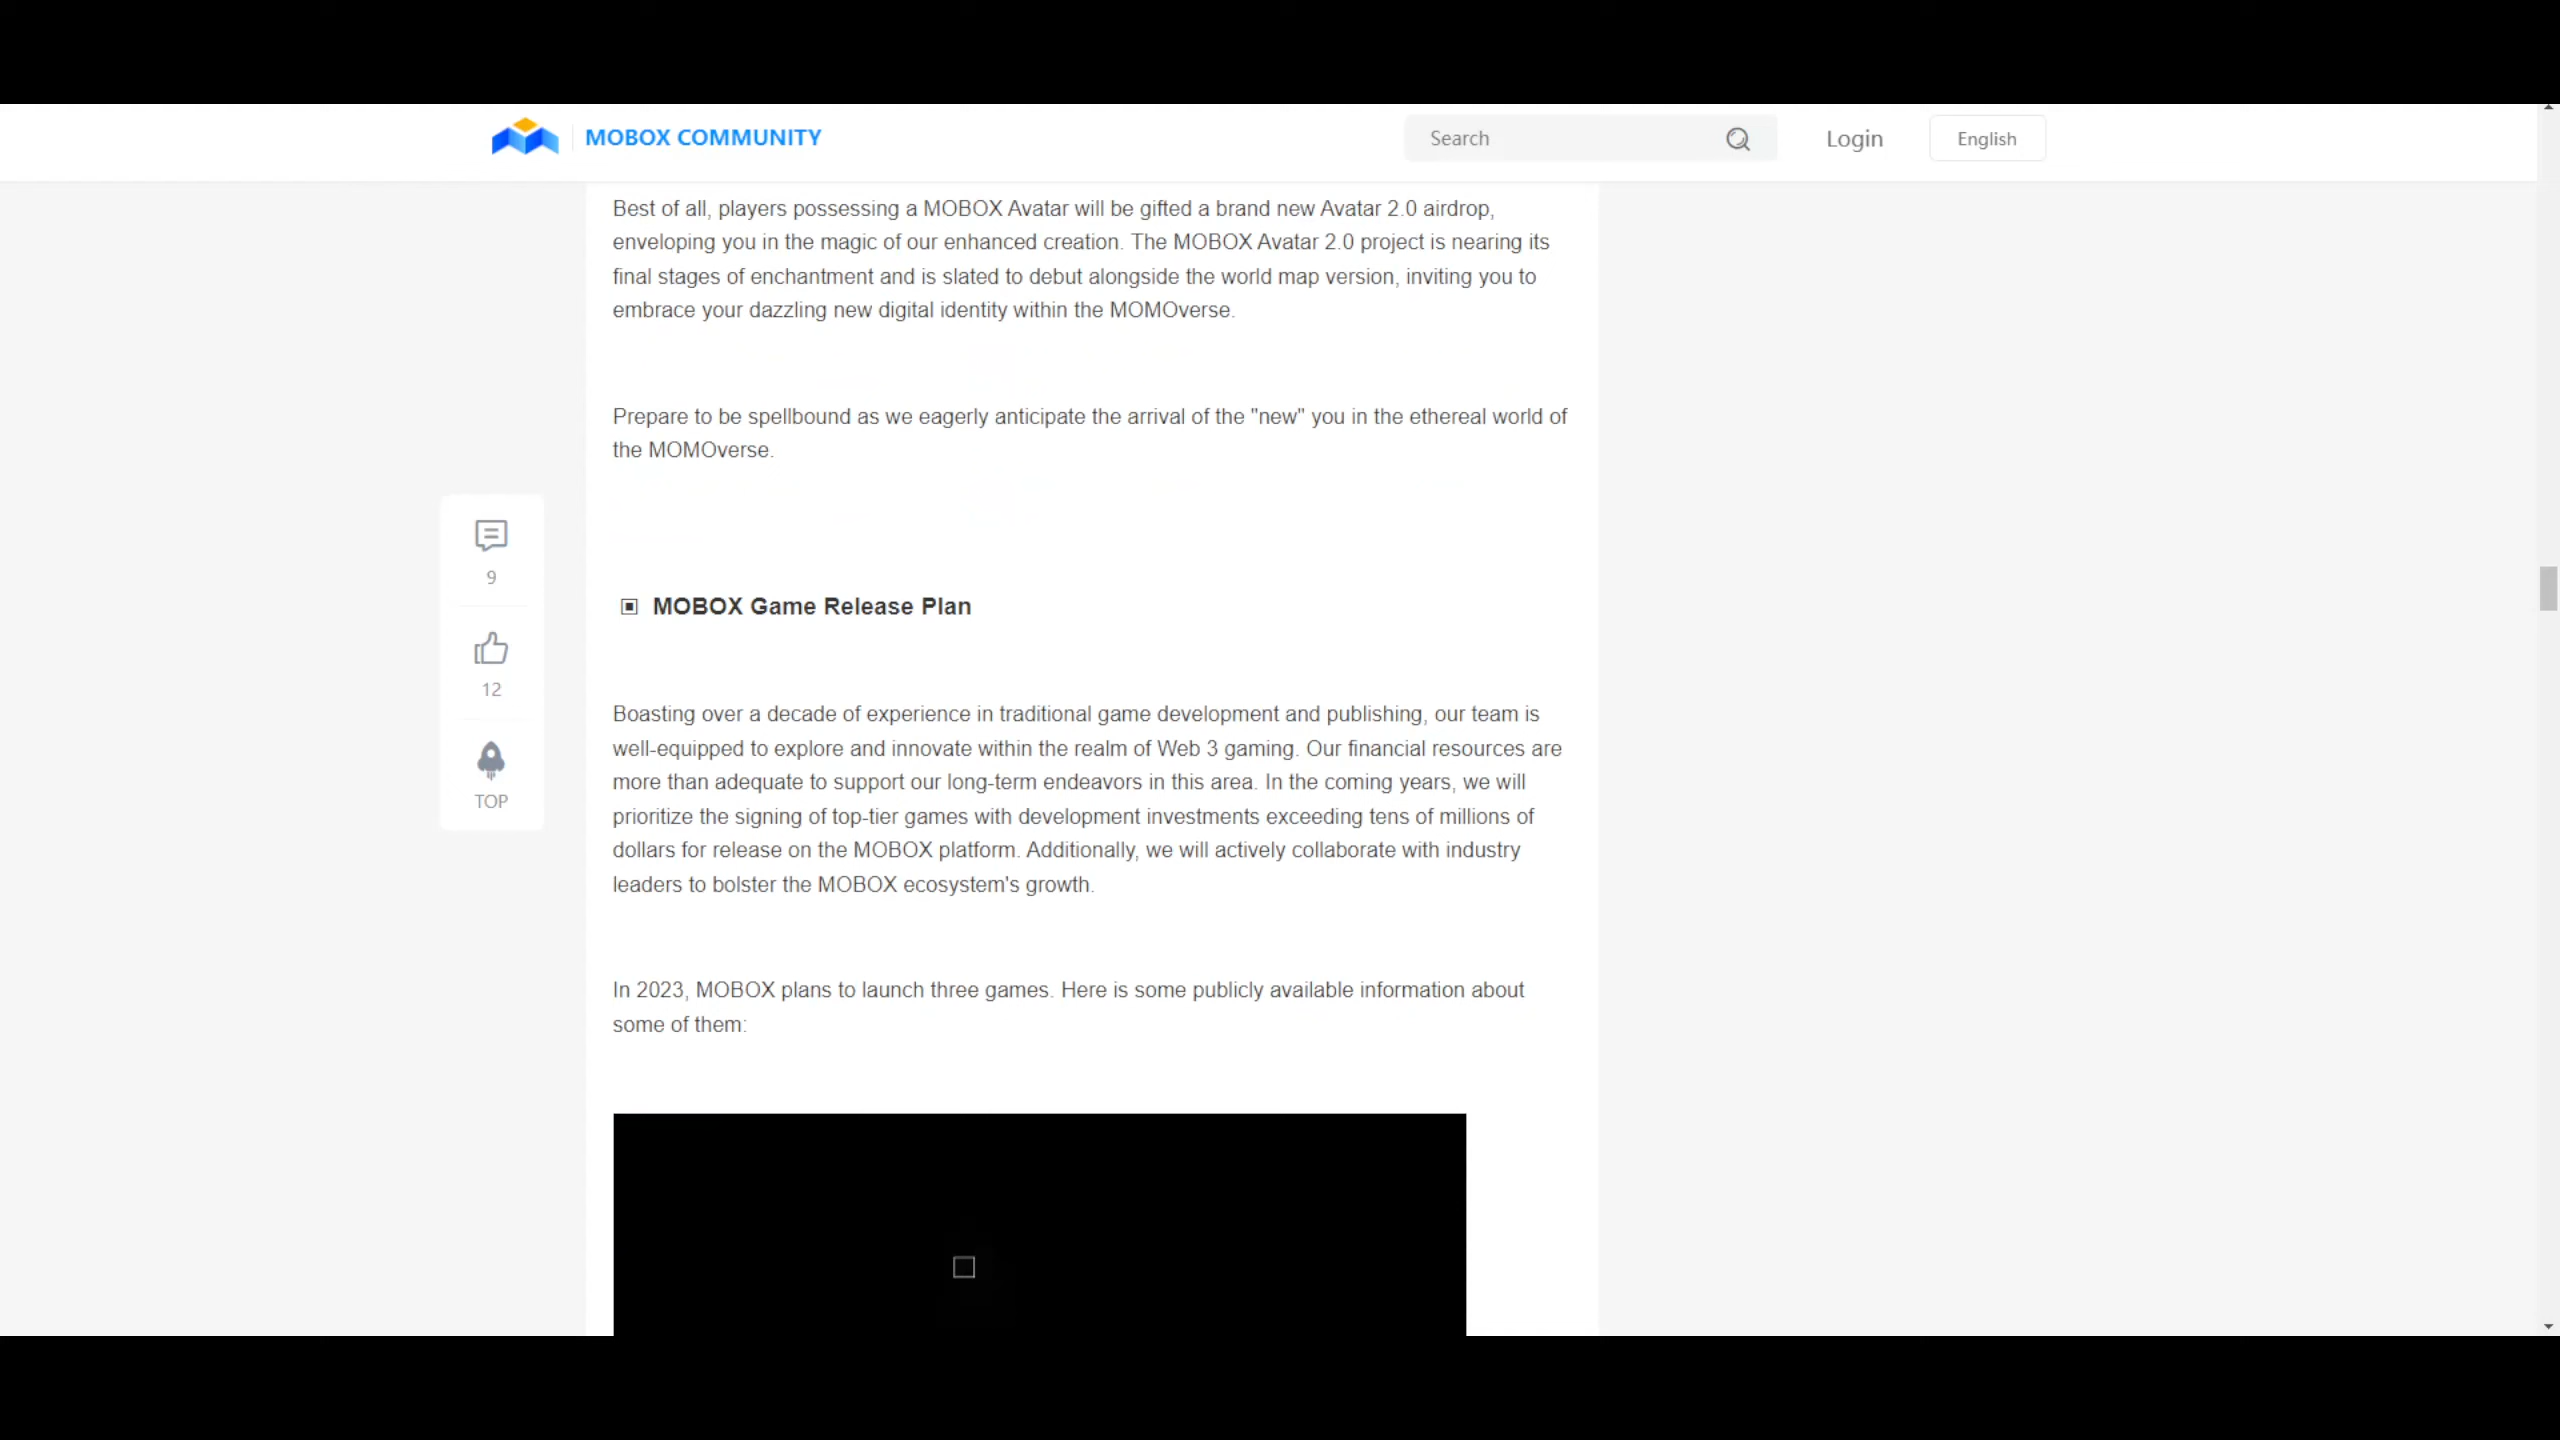 MOBOX COMMUNITY
Search
Login
English
Best of all, players possessing a MOBOX Avatar will be gifted a brand new Avatar 2.0 airdrop,
enveloping you in the magic of our enhanced creation. The MOBOX Avatar 2.0 project is nearing its
final stages of enchantment and is slated to debut alongside the world map version, inviting you to
embrace your dazzling new digital identity within the MOMOverse.
Prepare to be spellbound as we eagerly anticipate the arrival of the "new" you in the ethereal world of
the MOMOverse.
9
12
TOP
MOBOX Game Release Plan
Boasting over a decade of experience in traditional game development and publishing, our team is
well-equipped to explore and innovate within the realm of Web 3 gaming. Our financial resources are
more than adequate to support our long-term endeavors in this area. In the coming years, we will
prioritize the signing of top-tier games with development investments exceeding tens of millions of
dollars for release on the MOBOX platform. Additionally, we will actively collaborate with industry
leaders to bolster the MOBOX ecosystem's growth.
In 2023, MOBOX plans to launch three games. Here is some publicly available information about
some of them: